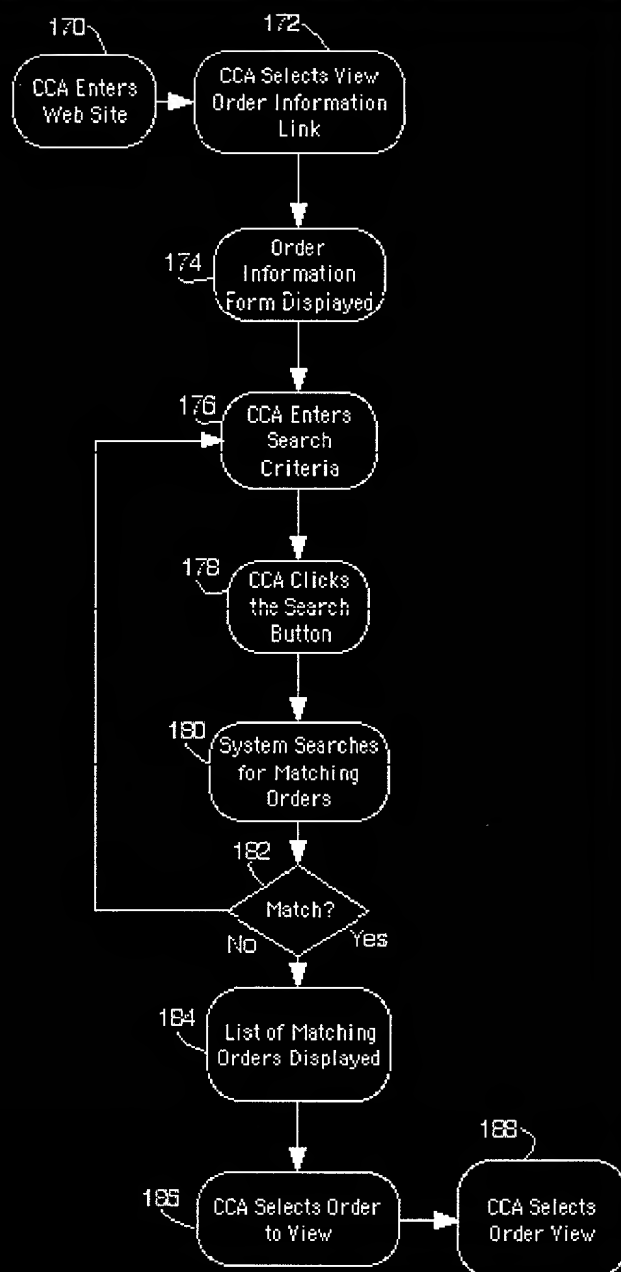 170
CCA Enters
Web Site
172
CCA Selects View
Order Information
Link
174
Order
Information
Form Displayed
176
CCA Enters
Search
Criteria
178
CCA Clicks
the Search
Button
180
System Searches
for Matching
Orders
182
Match?
No
Yes
184
List of Matching
Orders Displayed
186
CCA Selects Order
to View
188
CCA Selects
Order View